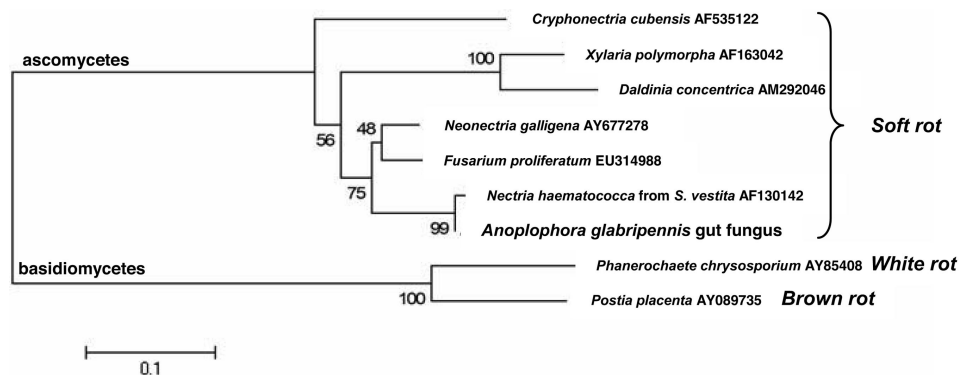 Cryphonectria cubensis AF535122
ascomycetes
100
Xylaria polymorpha AF163042
Daldinia concentrica AM292046
Soft rot
56
48
Neonectria galligena AY677278
Fusarium proliferatum EU314988
75
Nectria haematococca from S. vestita AF130142
99
Anoplophora glabripennis gut fungus
basidiomycetes
Phanerochaete chrysosporium AY85408 White rot
100
Postia placenta AY089735 Brown rot
0.1